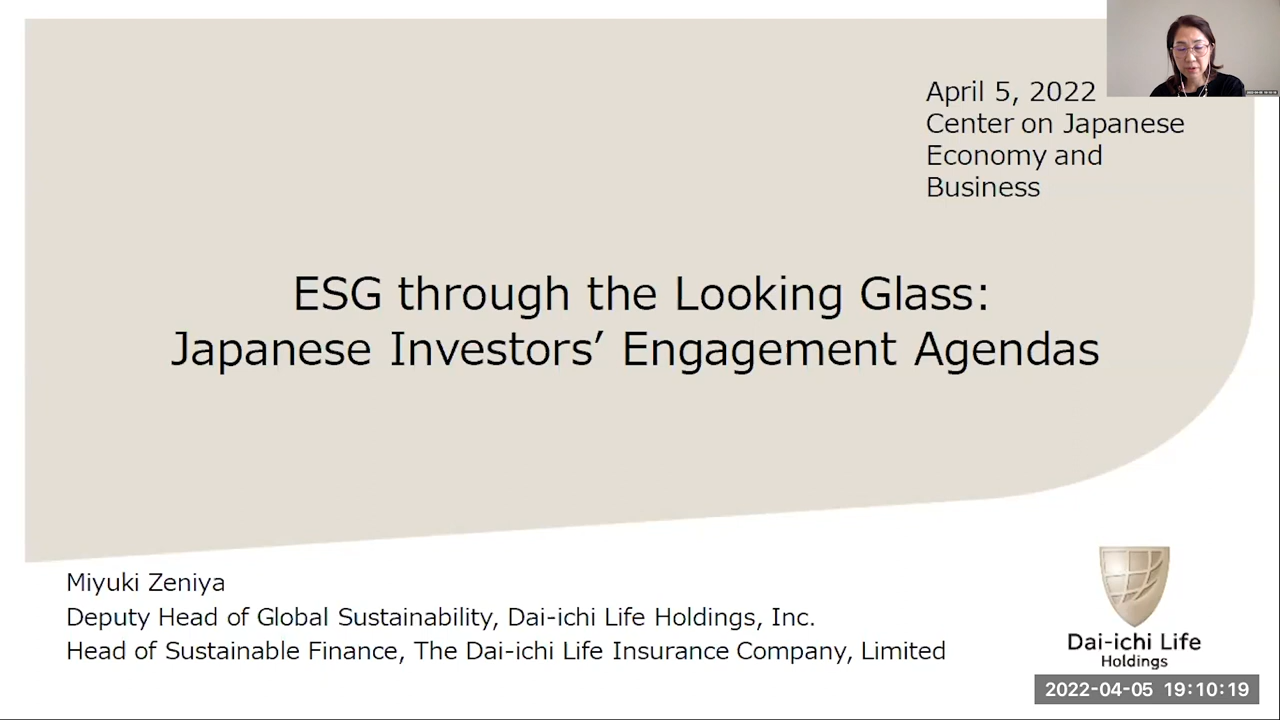 April 5, 2022
Center on Japanese
Economy and
Business
ESG through the Looking Glass:
Japanese Investors’ Engagement Agendas
Miyuki Zeniya
Deputy Head of Global Sustainability, Dai-ichi Life Holdings, Inc.
Head of Sustainable Finance, The Dai-ichi Life Insurance Company, Limited
Dai-ichi Life
Holdings
2022-04-05 19:10:19